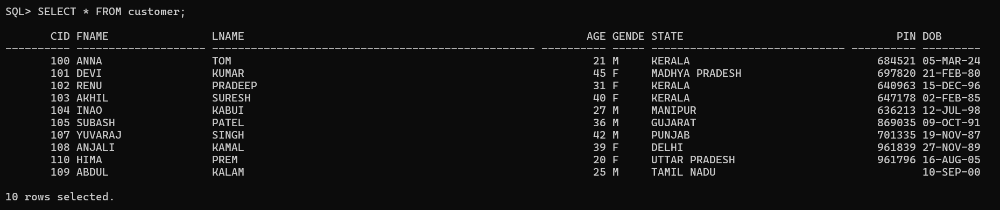 SQL> SELECT * FROM customer;
CID FNAME LNAME AGE GENDE STATE PIN DOB
---------- -------------------- -------------------------------------------------- ---------- ----- ------------------------------ ---------- ---------
100 ANNA TOM 21 M KERALA 684521 05-MAR-24
101 DEVI KUMAR 45 F MADHYA PRADESH 697820 21-FEB-80
102 RENU PRADEEP 31 F KERALA 640963 15-DEC-96
103 AKHIL SURESH 40 F KERALA 647178 02-FEB-85
104 INAO KABUI 27 M MANIPUR 636213 12-JUL-98
105 SUBASH PATEL 36 M GUJARAT 869035 09-OCT-91
107 YUVARAJ SINGH 42 M PUNJAB 701335 19-NOV-87
108 ANJALI KAMAL 39 F DELHI 961839 27-NOV-89
110 HIMA PREM 20 F UTTAR PRADESH 961796 16-AUG-05
109 ABDUL KALAM 25 M TAMIL NADU 10-SEP-00
10 rows selected.